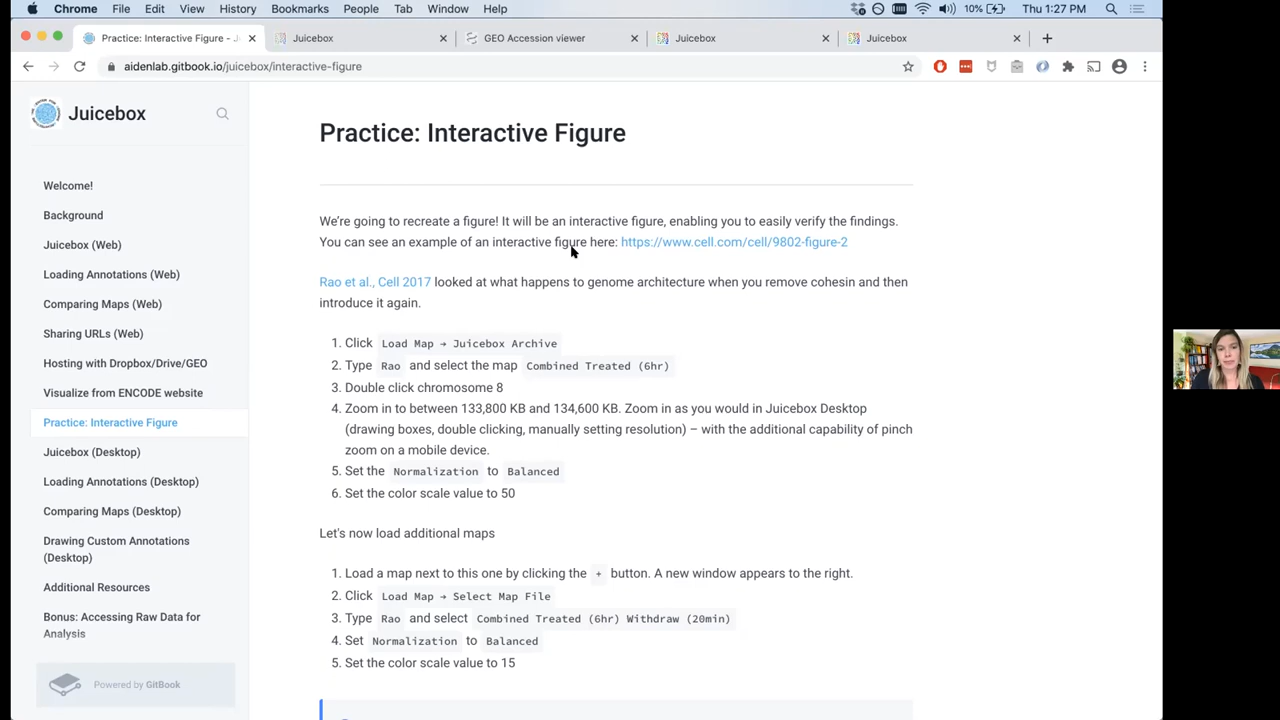 Chrome File Edit View History Bookmarks People Tab Window Help 10% Thu 1:27 PM
Practice: Interactive Figure - J Juicebox GEO Accession viewer Juicebox Juicebox
aidenlab.gitbook.io/juicebox/interactive-figure
Juicebox
Welcome!
Background
Juicebox (Web)
Loading Annotations (Web)
Comparing Maps (Web)
Sharing URLs (Web)
Hosting with Dropbox/Drive/GEO
Visualize from ENCODE website
Practice: Interactive Figure
Juicebox (Desktop)
Loading Annotations (Desktop)
Comparing Maps (Desktop)
Drawing Custom Annotations
(Desktop)
Additional Resources
Bonus: Accessing Raw Data for
Analysis
Powered by GitBook
Practice: Interactive Figure
We're going to recreate a figure! It will be an interactive figure, enabling you to easily verify the findings.
You can see an example of an interactive figure here: https://www.cell.com/cell/9802-figure-2
Rao et al., Cell 2017 looked at what happens to genome architecture when you remove cohesin and then
introduce it again.
1. Click Load Map → Juicebox Archive
2. Type Rao and select the map Combined Treated (6hr)
3. Double click chromosome 8
4. Zoom in to between 133,800 KB and 134,600 KB. Zoom in as you would in Juicebox Desktop
(drawing boxes, double clicking, manually setting resolution) – with the additional capability of pinch
zoom on a mobile device.
5. Set the Normalization to Balanced
6. Set the color scale value to 50
Let's now load additional maps
1. Load a map next to this one by clicking the + button. A new window appears to the right.
2. Click Load Map → Select Map File
3. Type Rao and select Combined Treated (6hr) Withdraw (20min)
4. Set Normalization to Balanced
5. Set the color scale value to 15